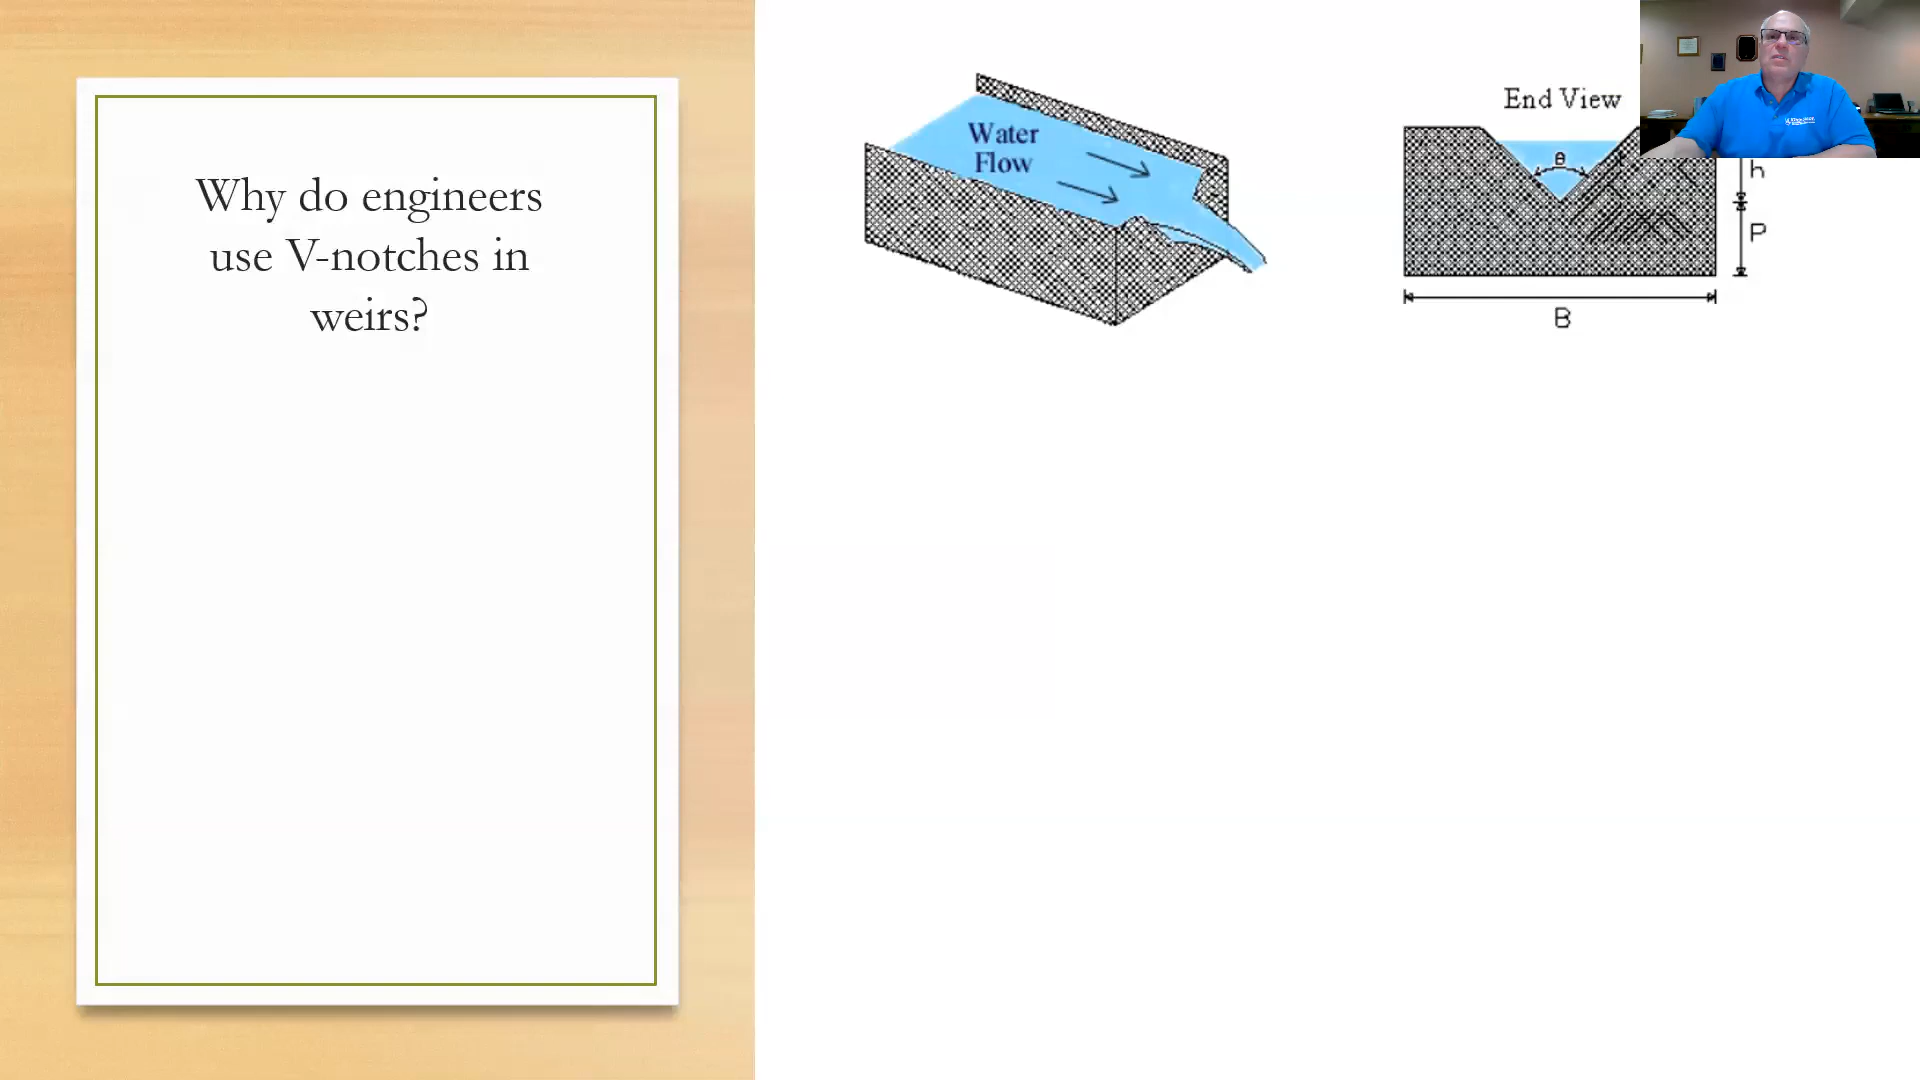 Why do engineers
use V-notches in
weirs?
Water
Flow
End View
θ
h
P
B